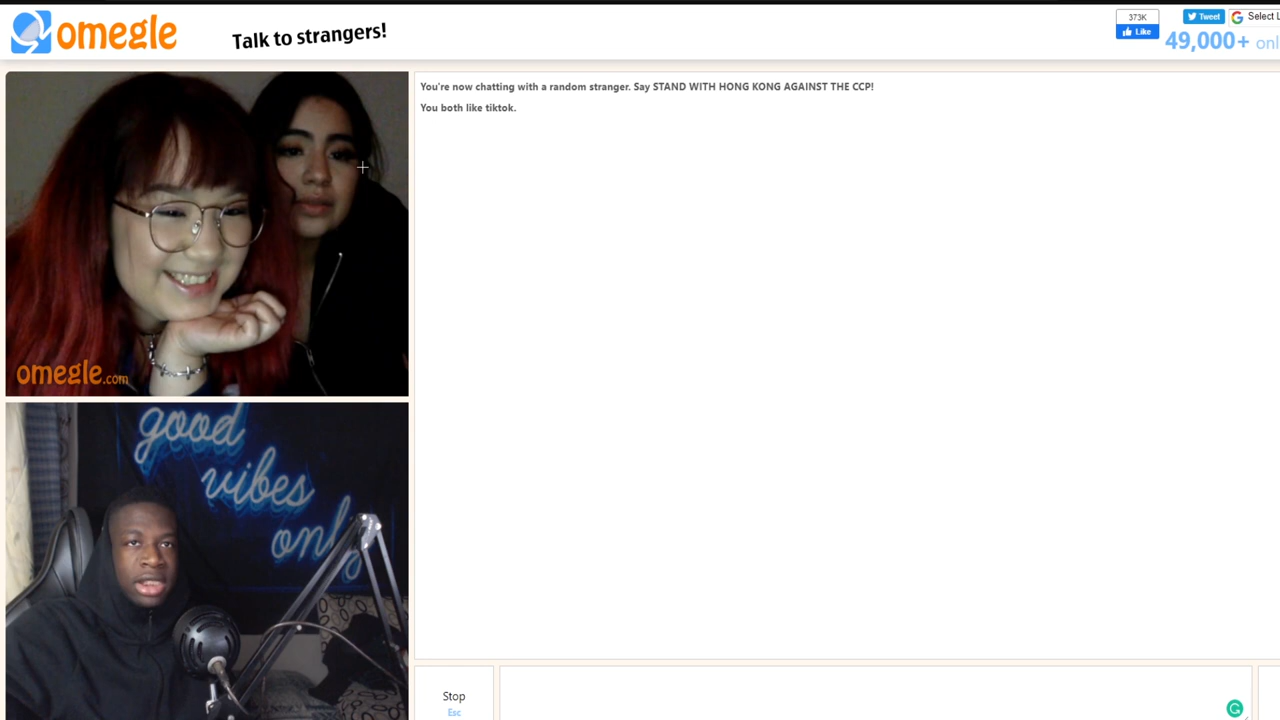 omegle
Talk to strangers!
373K
Like
Tweet
Select L
49,000+ onl
You're now chatting with a random stranger. Say STAND WITH HONG KONG AGAINST THE CCP!
You both like tiktok.
omegle.com
good
vibes
only
Stop
Esc